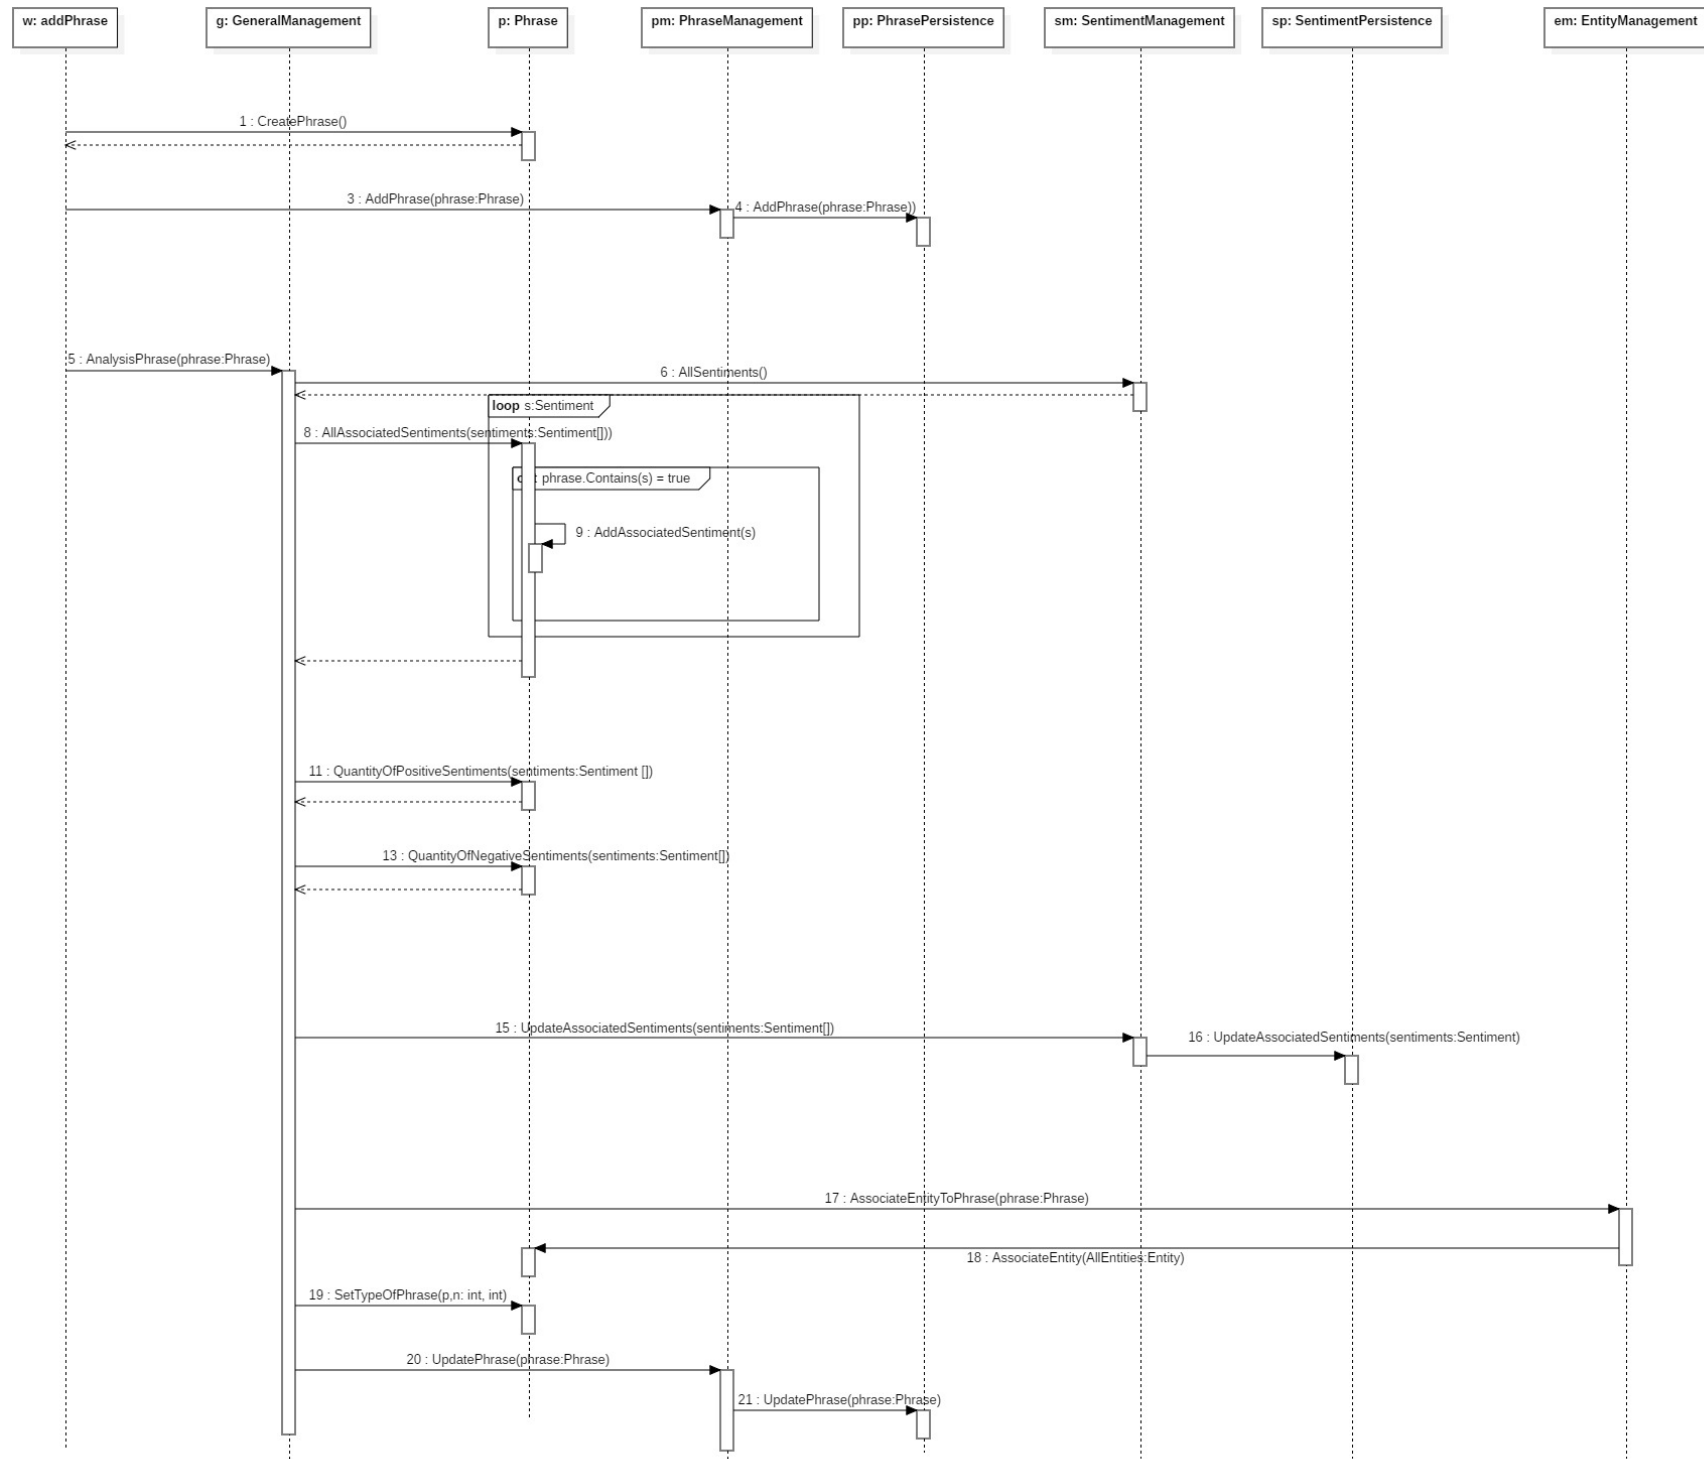 w: addPhrase
g: GeneralManagement
p: Phrase
pm: PhraseManagement
pp: PhrasePersistence
sm: SentimentManagement
sp: SentimentPersistence
em: EntityManagement
1 : CreatePhrase()
3 : AddPhrase(phrase:Phrase)
4 : AddPhrase(phrase:Phrase))
5 : AnalysisPhrase(phrase:Phrase)
6 : AllSentiments()
loop s:Sentiment
8 : AllAssociatedSentiments(sentiments:Sentiment[]))
phrase.Contains(s) = true
9 : AddAssociatedSentiment(s)
11 : QuantityOfPositiveSentiments(sentiments:Sentiment [])
13 : QuantityOfNegativeSentiments(sentiments:Sentiment[])
15 : UpdateAssociatedSentiments(sentiments:Sentiment[])
16 : UpdateAssociatedSentiments(sentiments:Sentiment)
17 : AssociateEntityToPhrase(phrase:Phrase)
18 : AssociateEntity(AllEntities:Entity)
19 : SetTypeOfPhrase(p,n: int, int)
20 : UpdatePhrase(phrase:Phrase)
21 : UpdatePhrase(phrase:Phrase)